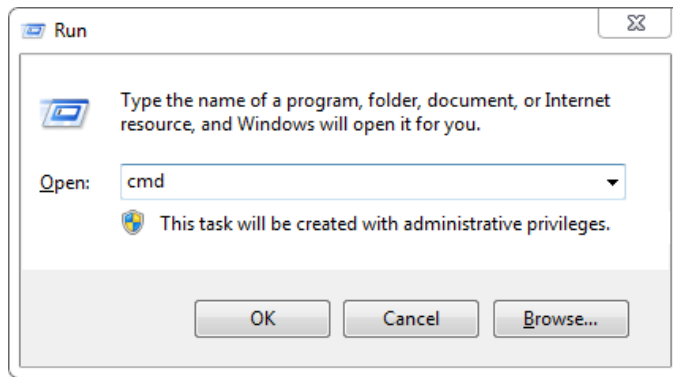 Run
Type the name of a program, folder, document, or Internet
resource, and Windows will open it for you.
Open: cmd
This task will be created with administrative privileges.
OK Cancel Browse...